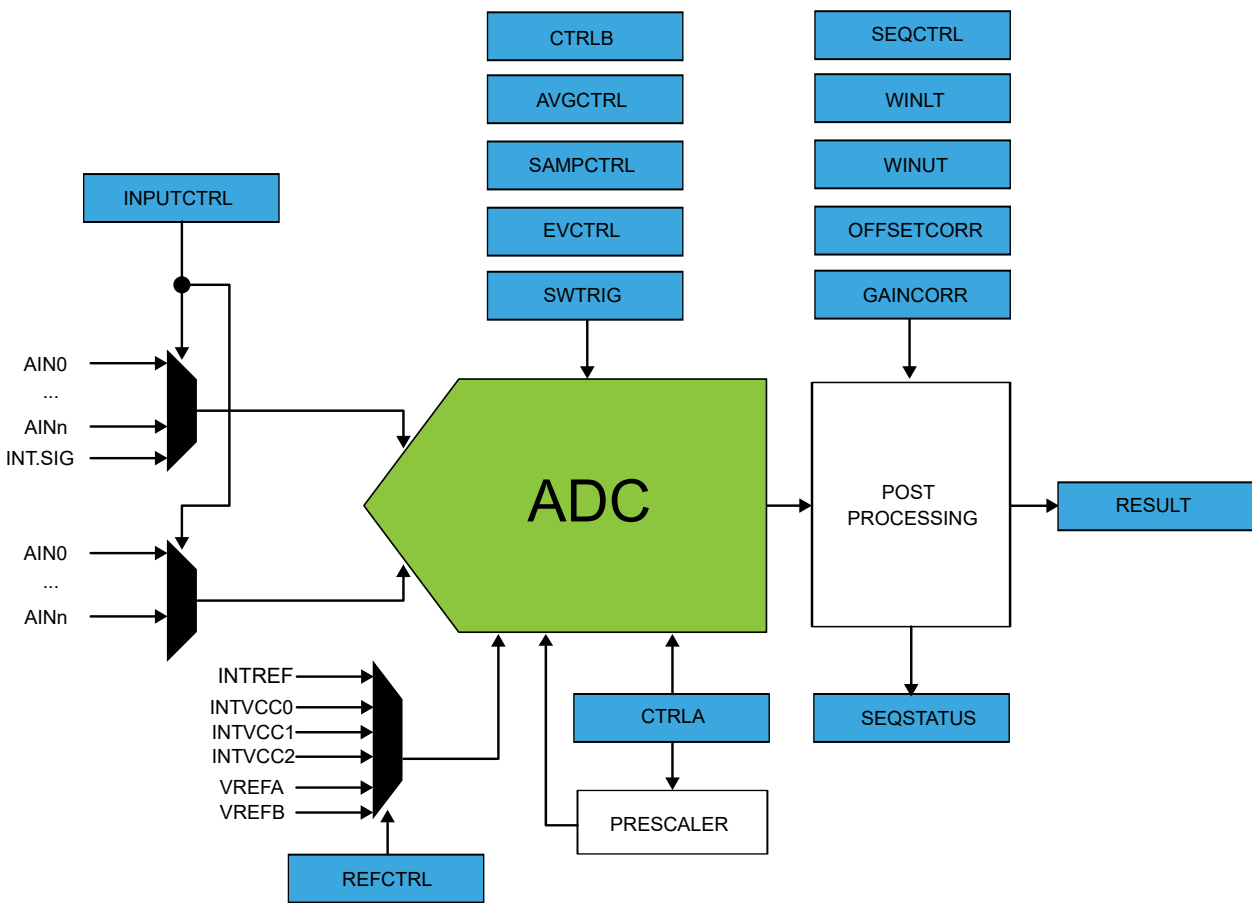 CTRLB
SEQCTRL
AVGCTRL
WINLT
SAMPCTRL
WINUT
INPUTCTRL
EVCTRL
OFFSETCORR
SWTRIG
GAINCORR
AIN0
...
AINn
INT.SIG
ADC
POST
PROCESSING
RESULT
AIN0
...
AINn
INTREF
INTVCC0
INTVCC1
INTVCC2
VREFA
VREFB
CTRLA
SEQSTATUS
PRESCALER
REFCTRL